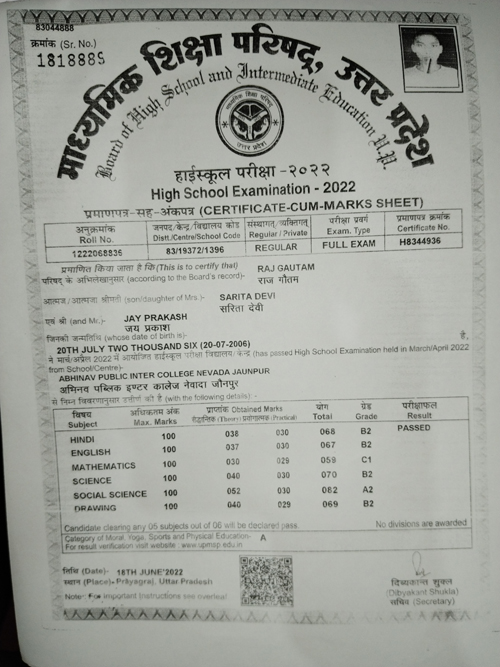 83044888
क्रमांक (Sr. No.)
1818885
माध्यमिक शिक्षा परिषद, उत्तर प्रदेश
Board of High School and Intermediate Education U.P.
माध्यमिक शिक्षा परिषद्
उत्तर प्रदेश
हाईस्कूल परीक्षा -२०२२
High School Examination - 2022
प्रमाणपत्र-सह-अंकपत्र (CERTIFICATE-CUM-MARKS SHEET)
अनुक्रमांक जनपद/केन्द्र/विद्यालय कोड संस्थागत/व्यक्तिगत परीक्षा प्रवर्ग प्रमाणपत्र क्रमांक
Roll No. Distt./Centre/School Code Regular / Private Exam. Type Certificate No.
1222068836 83/19372/1396 REGULAR FULL EXAM H8344936
प्रमाणित किया जाता है कि (This is to certify that) RAJ GAUTAM
परिषद के अभिलेखानुसार (according to the Board's record)- राज गौतम
आत्मज/आत्मजा श्रीमती (son/daughter of Mrs.)- SARITA DEVI
सरिता देवी
एवं श्री (and Mr.)- JAY PRAKASH
जय प्रकाश
जिनकी जन्मतिथि (whose date of birth is)-
20TH JULY TWO THOUSAND SIX (20-07-2006) है,
ने मार्च/अप्रैल 2022 में आयोजित हाईस्कूल परीक्षा विद्यालय/केन्द्र (has passed High School Examination held in March/April 2022
from School/Centre)-
ABHINAV PUBLIC INTER COLLEGE NEVADA JAUNPUR
अभिनव पब्लिक इण्टर कालेज नेवादा जौनपुर
से निम्न विवरणानुसार उत्तीर्ण की है (with the following details): -
विषय अधिकतम अंक प्राप्तांक Obtained Marks योग ग्रेड परीक्षाफल
Subject Max. Marks सैद्धान्तिक (Theory) प्रयोगात्मक (Practical) Total Grade Result
HINDI 100 038 030 068 B2 PASSED
ENGLISH 100 037 030 067 B2
MATHEMATICS 100 030 029 059 C1
SCIENCE 100 040 030 070 B2
SOCIAL SCIENCE 100 052 030 082 A2
DRAWING 100 040 029 069 B2
Candidate clearing any 05 subjects out of 06 will be declared pass. No divisions are awarded
Category of Moral, Yoga, Sports and Physical Education- A
For result verification visit website : www.upmsp.edu.in
तिथि (Date)- 18TH JUNE'2022
स्थान (Place)- Priyagraj, Uttar Pradesh
Note:- For important Instructions see overleaf
दिव्यकान्त शुक्ल
(Dibyakant Shukla)
सचिव (Secretary)